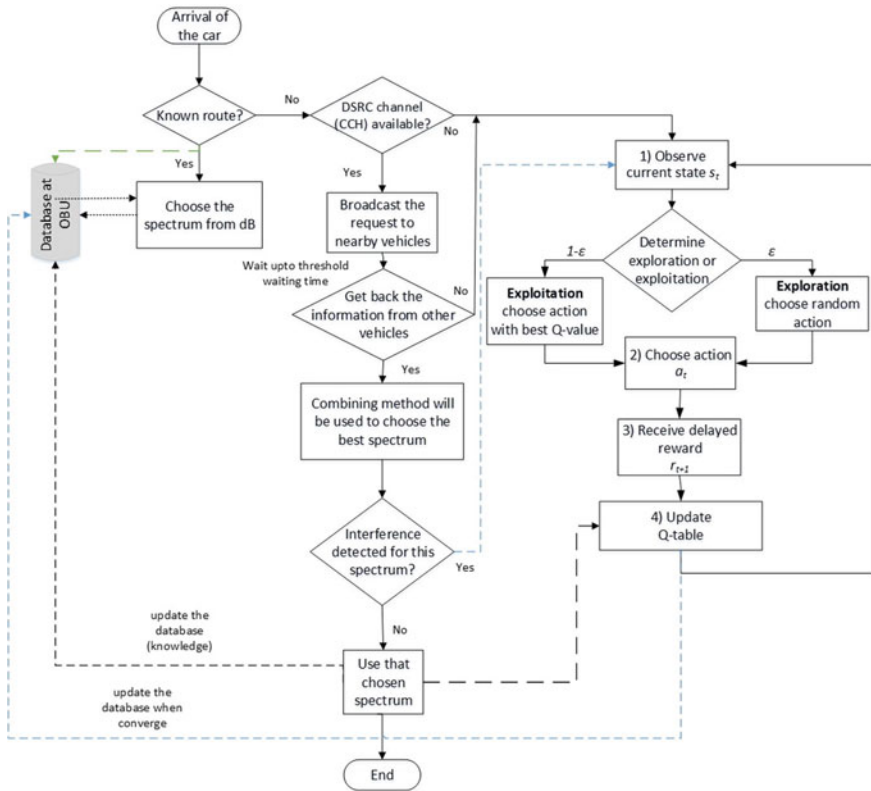 Arrival of
the car
Known route?
No
DSRC channel
(CCH) available?
No
Yes
Yes
Database at
OBU
Choose the
spectrum from dB
Broadcast the
request to
nearby vehicles
Wait upto threshold
waiting time
Get back the
information from other
vehicles
No
Yes
Combining method will
be used to choose the
best spectrum
Interference
detected for this
spectrum?
Yes
No
Use that
chosen
spectrum
End
1) Observe
current state st
Determine
exploration or
exploitation
1-ε
ε
Exploitation
choose action
with best Q-value
Exploration
choose random
action
2) Choose action
at
3) Receive delayed
reward
rt+1
4) Update
Q-table
update the
database
(knowledge)
update the
database when
converge